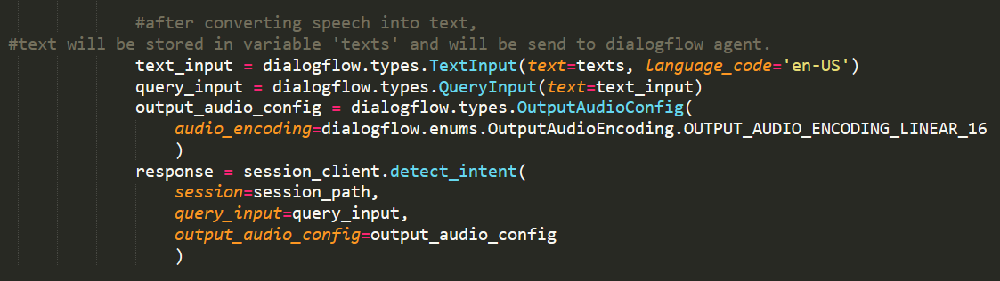 #after converting speech into text,
#text will be stored in variable 'texts' and will be send to dialogflow agent.
text_input = dialogflow.types.TextInput(text=texts, language_code='en-US')
query_input = dialogflow.types.QueryInput(text=text_input)
output_audio_config = dialogflow.types.OutputAudioConfig(
audio_encoding=dialogflow.enums.OutputAudioEncoding.OUTPUT_AUDIO_ENCODING_LINEAR_16
)
response = session_client.detect_intent(
session=session_path,
query_input=query_input,
output_audio_config=output_audio_config
)